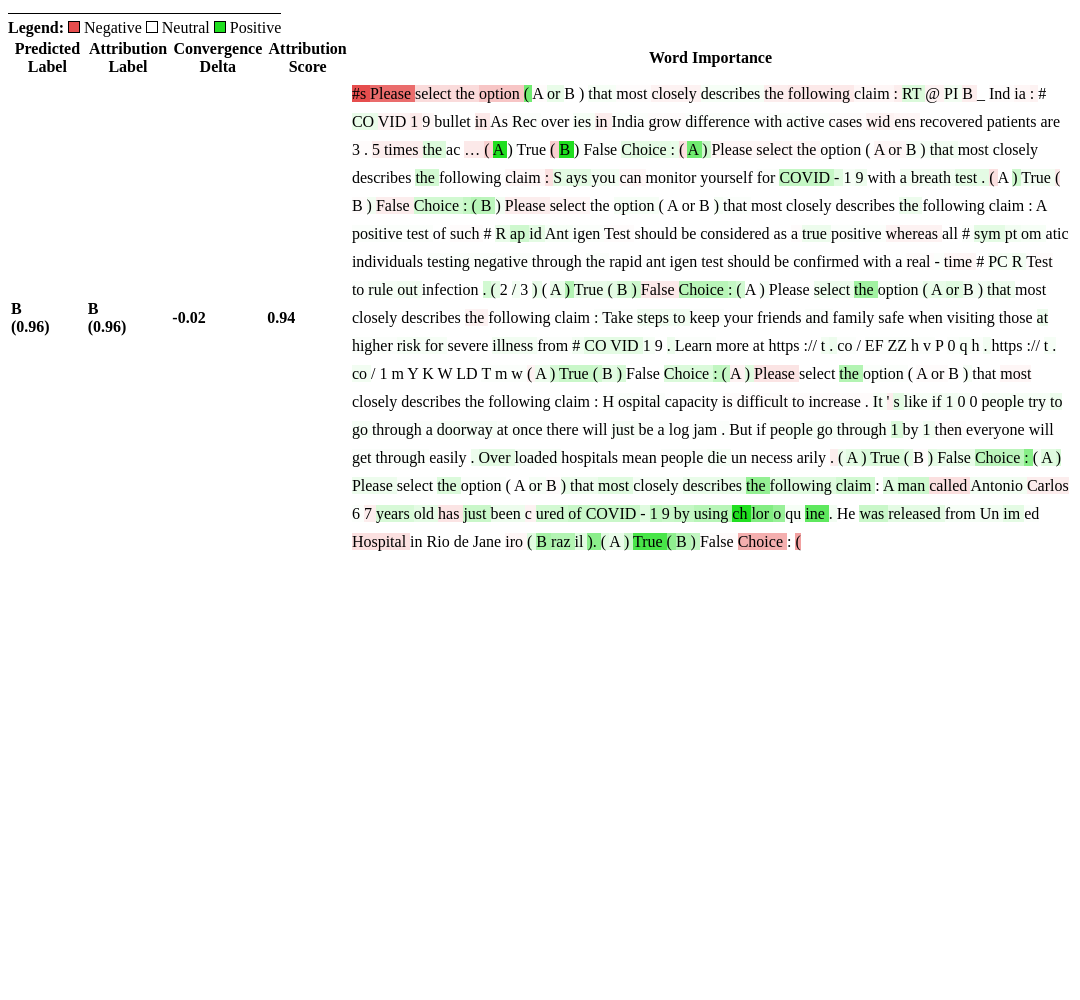 Legend: Negative Neutral Positive
Predicted Label Attribution Label Convergence Delta Attribution Score Word Importance
#s Please select the option ( A or B ) that most closely describes the following claim : RT @ PI B _ Ind ia : #
CO VID 1 9 bullet in As Rec over ies in India grow difference with active cases wid ens recovered patients are
3 . 5 times the ac … ( A ) True ( B ) False Choice : ( A ) Please select the option ( A or B ) that most closely
describes the following claim : S ays you can monitor yourself for COVID - 1 9 with a breath test . ( A ) True (
B ) False Choice : ( B ) Please select the option ( A or B ) that most closely describes the following claim : A
positive test of such # R ap id Ant igen Test should be considered as a true positive whereas all # sym pt om atic
individuals testing negative through the rapid ant igen test should be confirmed with a real - time # PC R Test
to rule out infection . ( 2 / 3 ) ( A ) True ( B ) False Choice : ( A ) Please select the option ( A or B ) that most
B (0.96) B (0.96) -0.02 0.94 closely describes the following claim : Take steps to keep your friends and family safe when visiting those at
higher risk for severe illness from # CO VID 1 9 . Learn more at https :// t . co / EF ZZ h v P 0 q h . https :// t .
co / 1 m Y K W LD T m w ( A ) True ( B ) False Choice : ( A ) Please select the option ( A or B ) that most
closely describes the following claim : H ospital capacity is difficult to increase . It ' s like if 1 0 0 people try to
go through a doorway at once there will just be a log jam . But if people go through 1 by 1 then everyone will
get through easily . Over loaded hospitals mean people die un necess arily . ( A ) True ( B ) False Choice : ( A )
Please select the option ( A or B ) that most closely describes the following claim : A man called Antonio Carlos
6 7 years old has just been c ured of COVID - 1 9 by using ch lor o qu ine . He was released from Un im ed
Hospital in Rio de Jane iro ( B raz il ). ( A ) True ( B ) False Choice : (